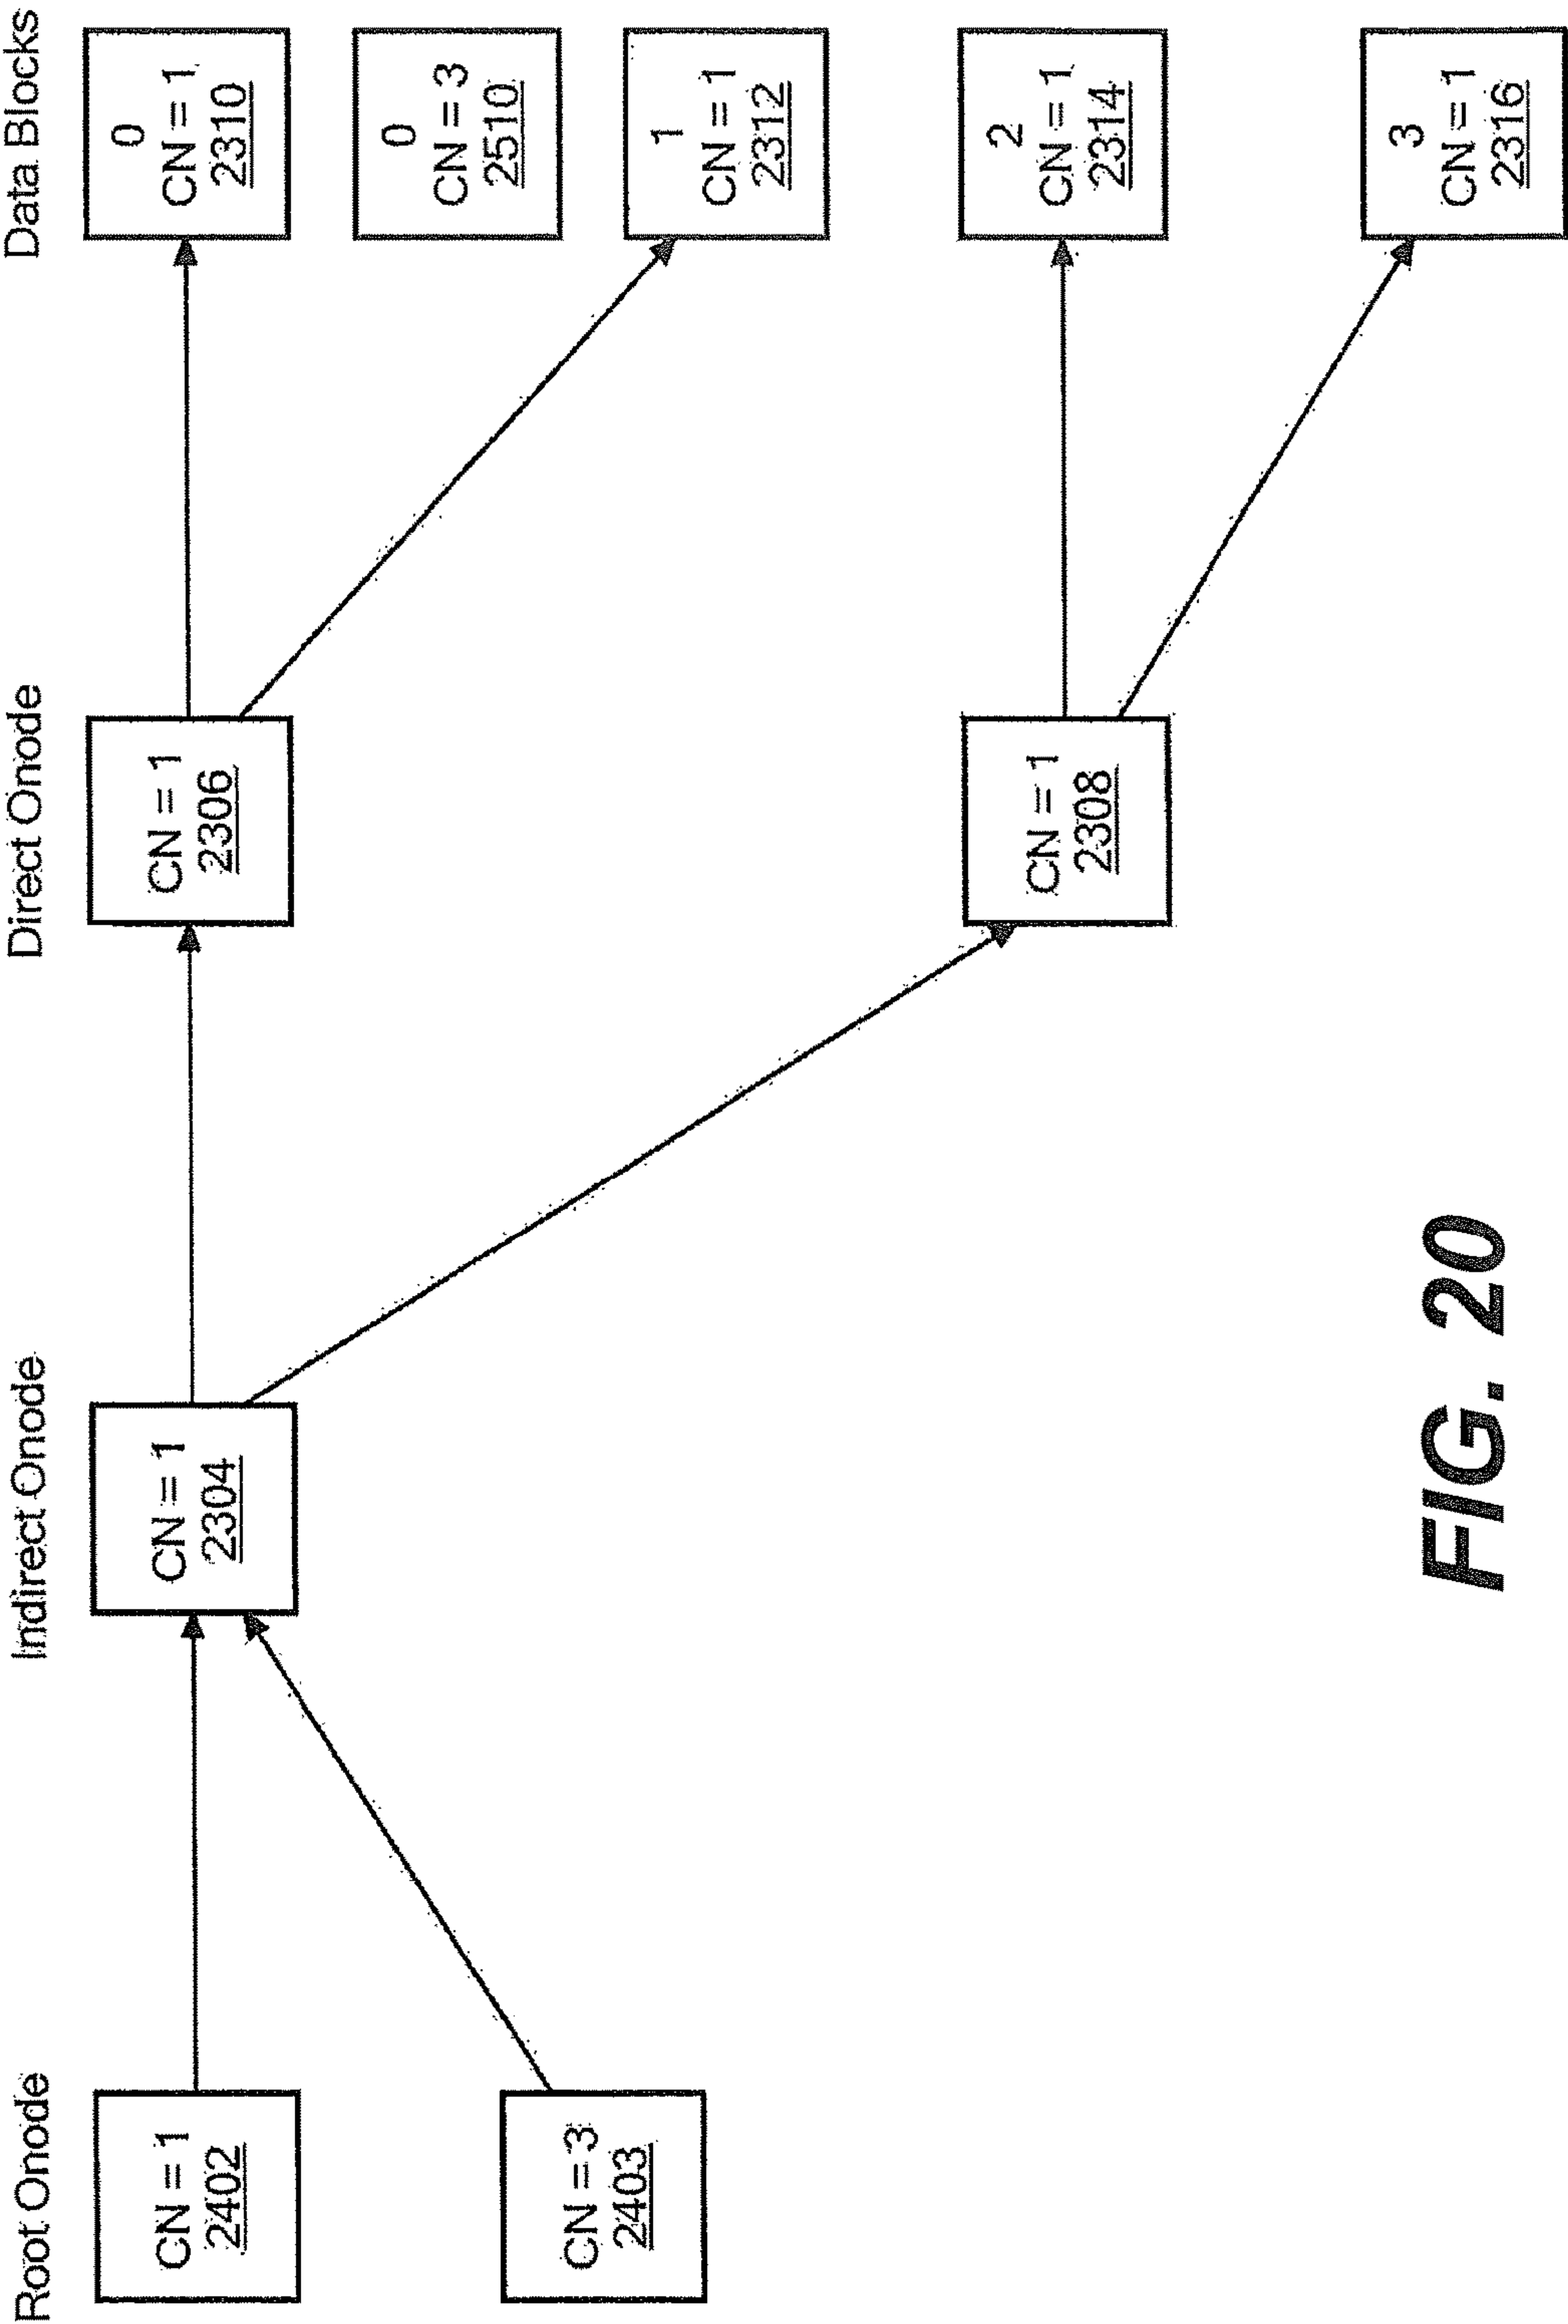 Root Onode
Indirect Onode
Direct Onode
Data Blocks
CN = 1
2402
CN = 3
2403
CN = 1
2304
CN = 1
2306
CN = 1
2308
0
CN = 1
2310
0
CN = 3
2510
1
CN = 1
2312
2
CN = 1
2314
3
CN = 1
2316
FIG. 20